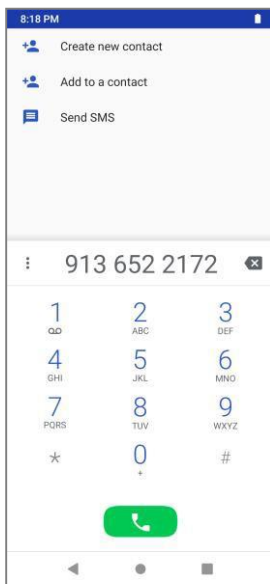 8:18 PM
Create new contact
Add to a contact
Send SMS
913 652 2172
1 2 3
ABC DEF
4 5 6
GHI JKL MNO
7 8 9
PQRS TUV WXYZ
* 0 #
+